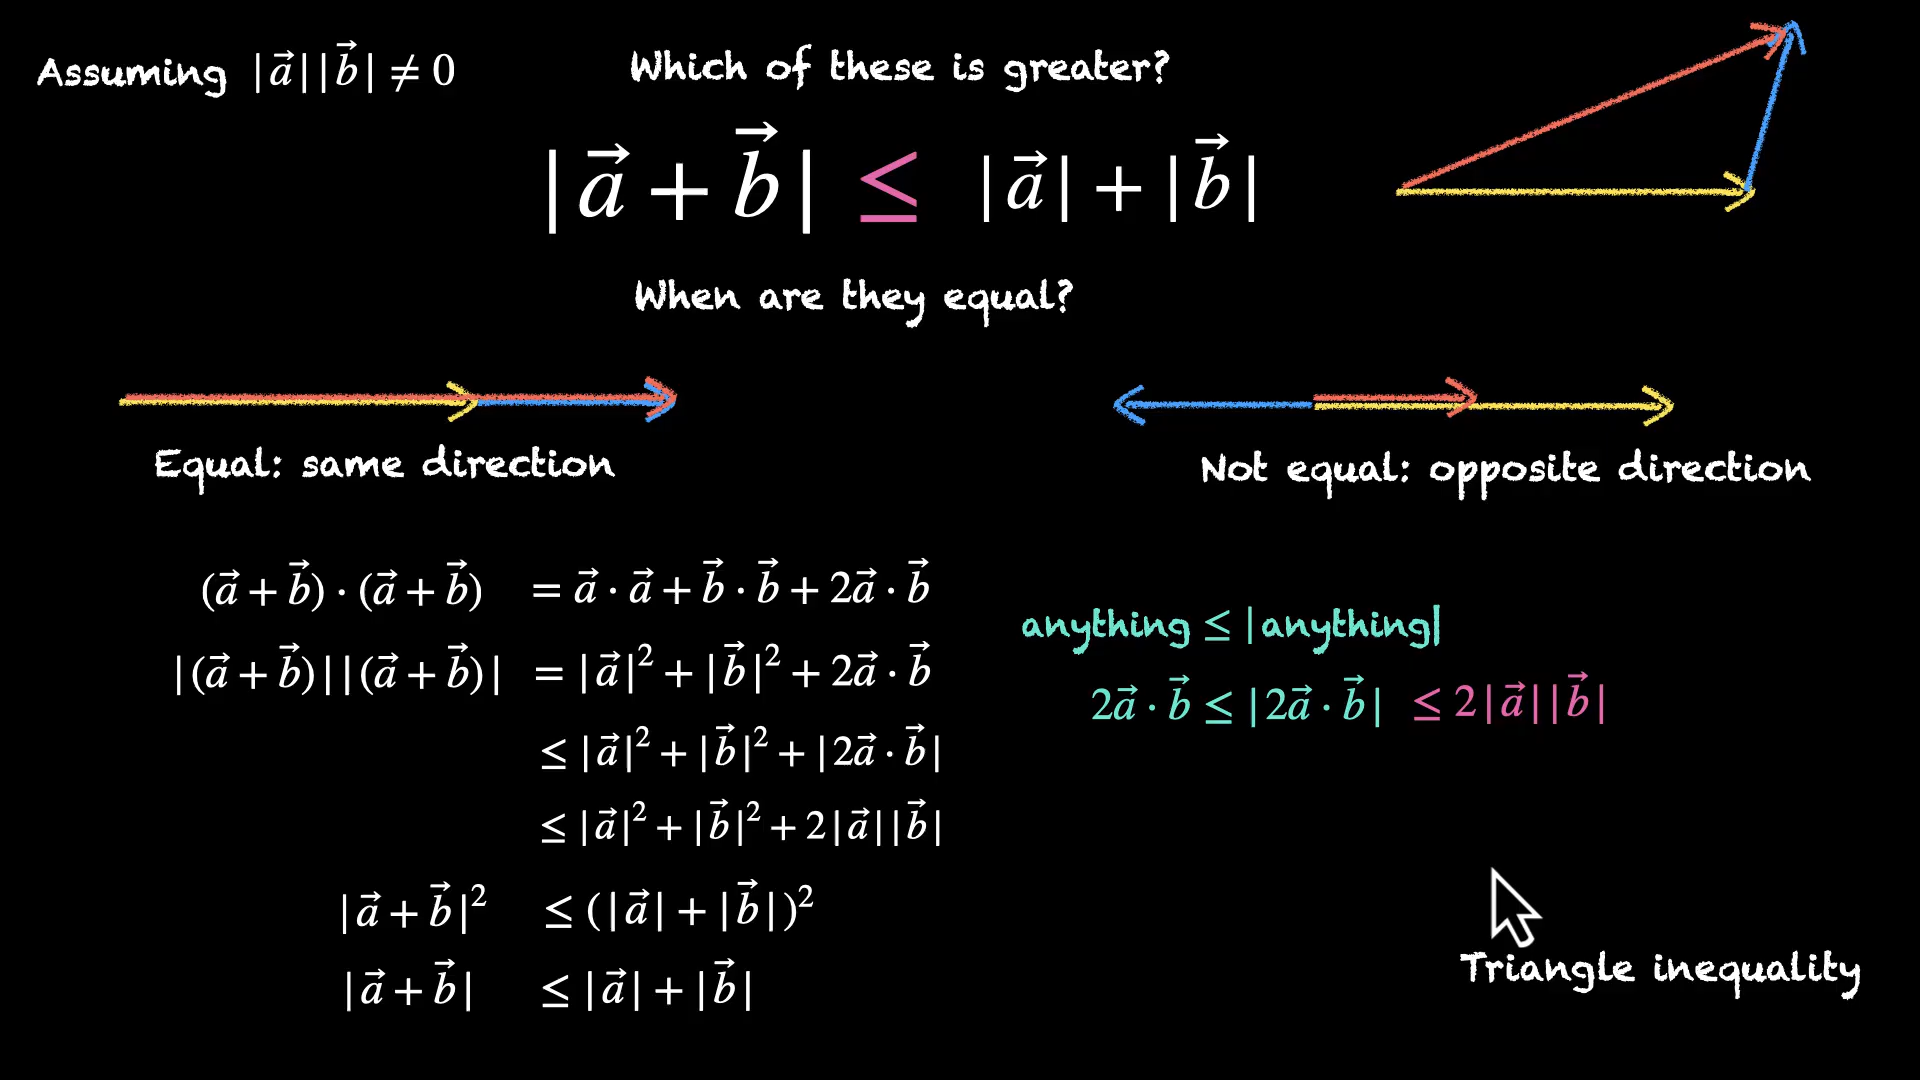 Assuming |a⃗||b⃗| ≠ 0
Which of these is greater?
|a⃗ + b⃗| ≤ |a⃗| + |b⃗|
When are they equal?
Equal: same direction
Not equal: opposite direction
(a⃗ + b⃗) · (a⃗ + b⃗) = a⃗ · a⃗ + b⃗ · b⃗ + 2a⃗ · b⃗
|(a⃗ + b⃗)||(a⃗ + b⃗)| = |a⃗|² + |b⃗|² + 2a⃗ · b⃗
≤ |a⃗|² + |b⃗|² + |2a⃗ · b⃗|
≤ |a⃗|² + |b⃗|² + 2|a⃗||b⃗|
|a⃗ + b⃗|² ≤ (|a⃗| + |b⃗|)²
|a⃗ + b⃗| ≤ |a⃗| + |b⃗|
anything ≤ |anything|
2a⃗ · b⃗ ≤ |2a⃗ · b⃗| ≤ 2|a⃗||b⃗|
Triangle inequality